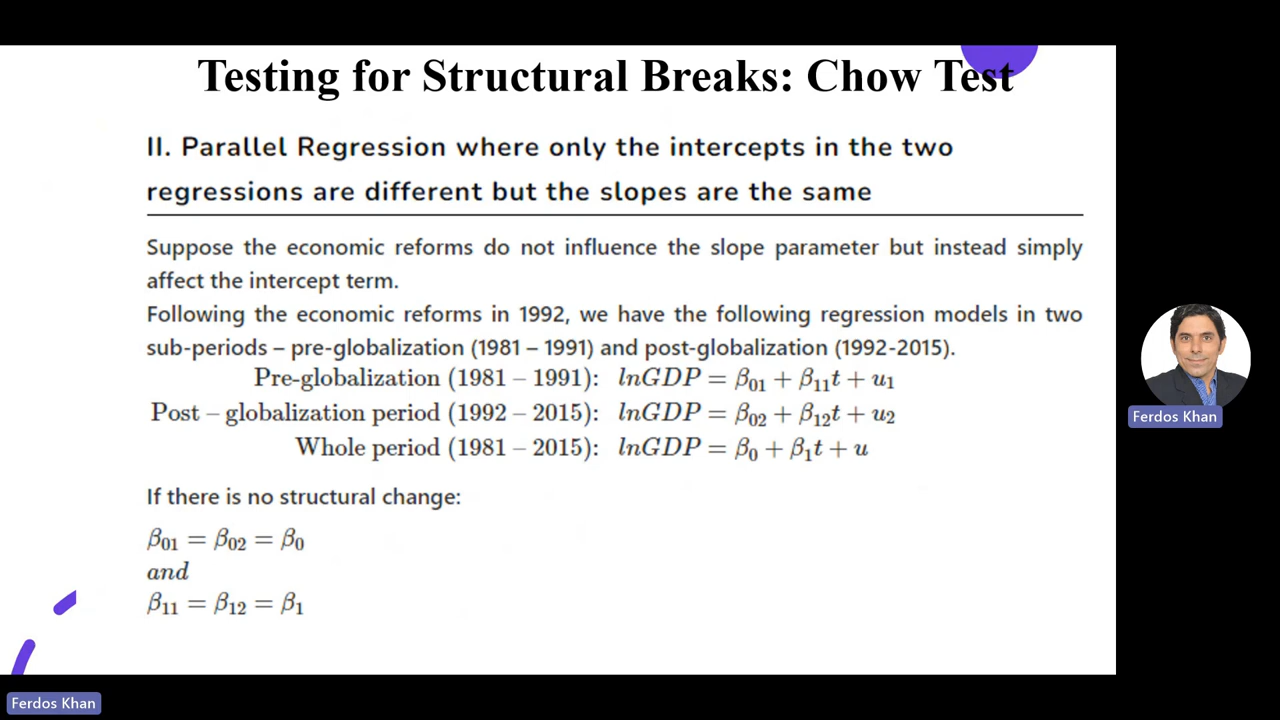 Testing for Structural Breaks: Chow Test
II. Parallel Regression where only the intercepts in the two
regressions are different but the slopes are the same
Suppose the economic reforms do not influence the slope parameter but instead simply
affect the intercept term.
Following the economic reforms in 1992, we have the following regression models in two
sub-periods – pre-globalization (1981 – 1991) and post-globalization (1992-2015).
Pre-globalization (1981 – 1991): lnGDP = β₀₁ + β₁₁t + u₁
Post – globalization period (1992 – 2015): lnGDP = β₀₂ + β₁₂t + u₂
Whole period (1981 – 2015): lnGDP = β₀ + β₁t + u
If there is no structural change:
β₀₁ = β₀₂ = β₀
and
β₁₁ = β₁₂ = β₁
Ferdos Khan
Ferdos Khan